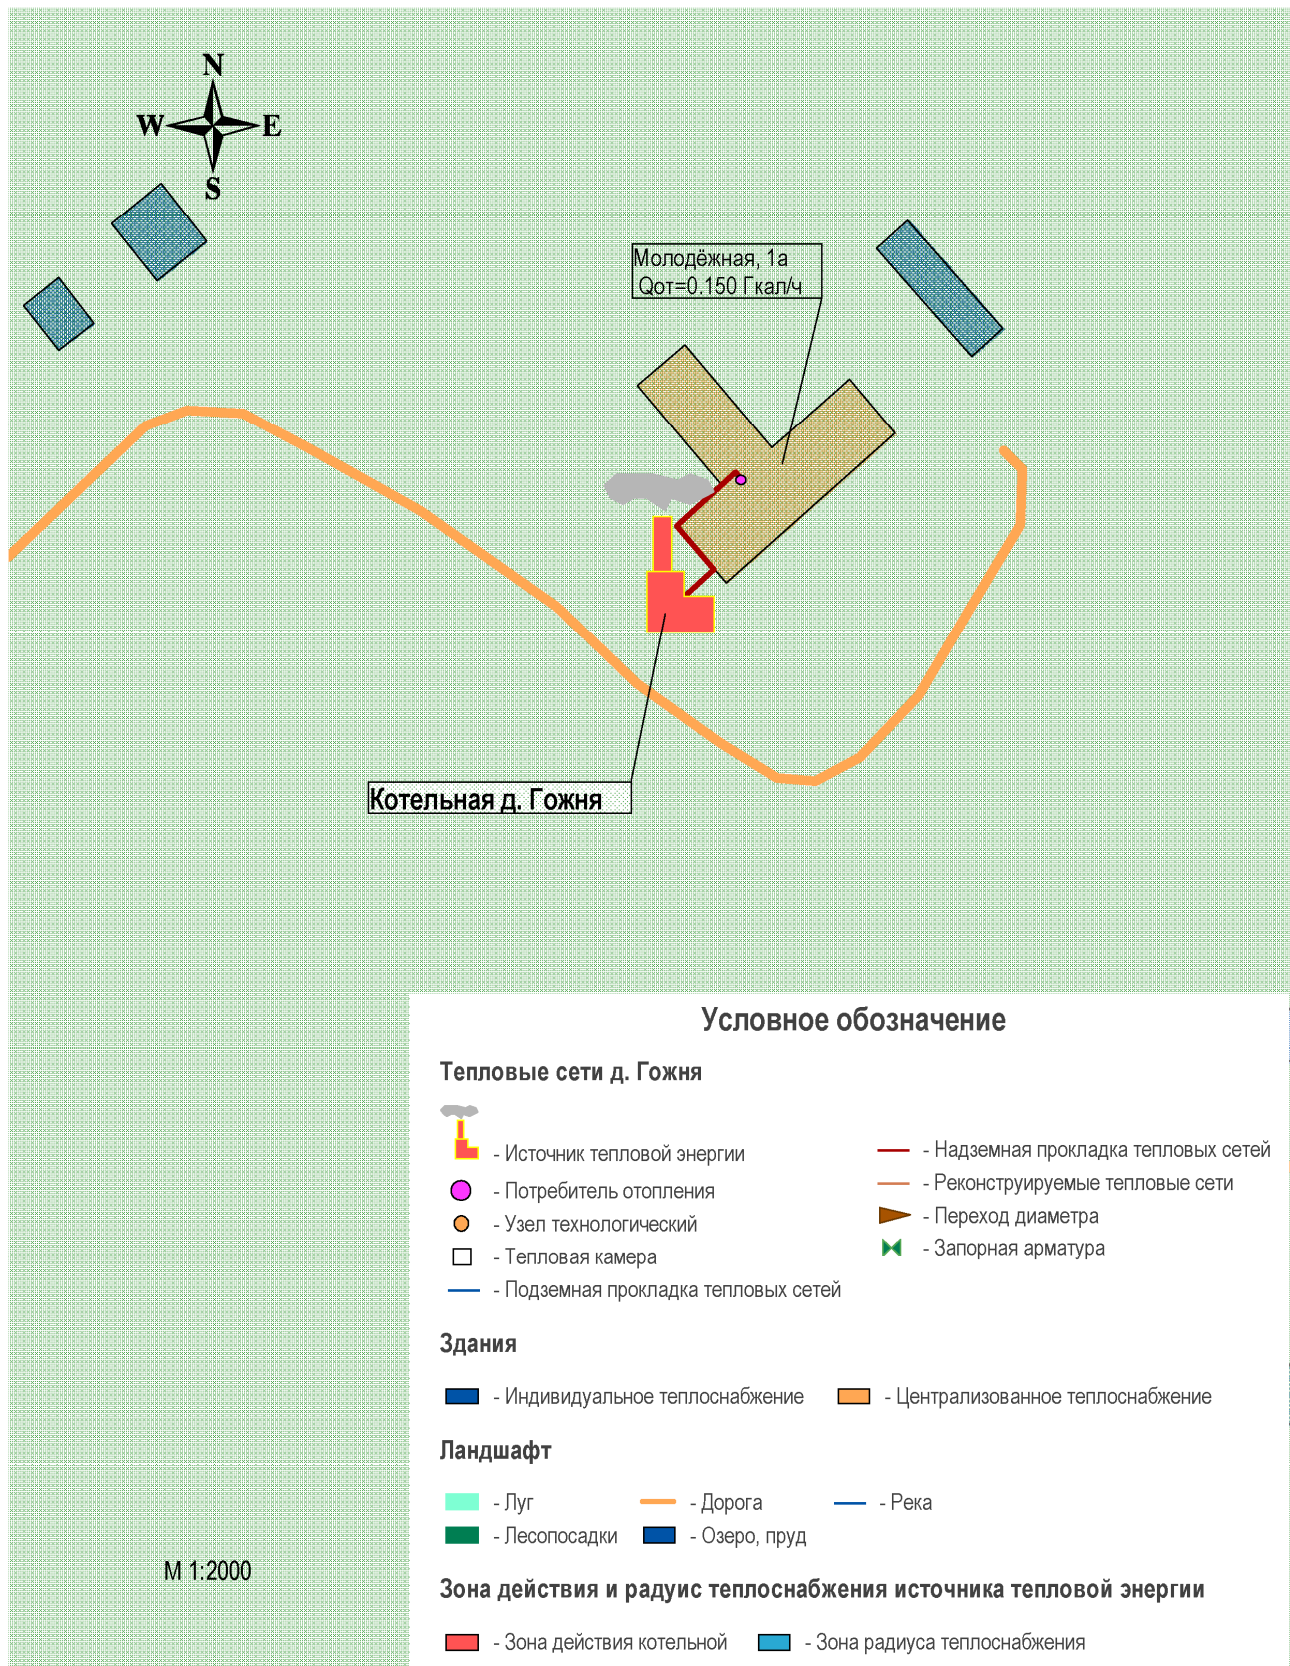 N
W E
S
Молодёжная, 1а
Qот=0.150 Гкал/ч
Котельная д. Гожня
Условное обозначение
Тепловые сети д. Гожня
- Источник тепловой энергии
- Потребитель отопления
- Узел технологический
- Тепловая камера
- Подземная прокладка тепловых сетей
- Надземная прокладка тепловых сетей
- Реконструируемые тепловые сети
- Переход диаметра
- Запорная арматура
Здания
- Индивидуальное теплоснабжение - Централизованное теплоснабжение
Ландшафт
- Луг - Дорога - Река
- Лесопосадки - Озеро, пруд
М 1:2000
Зона действия и радуис теплоснабжения источника тепловой энергии
- Зона действия котельной - Зона радиуса теплоснабжения